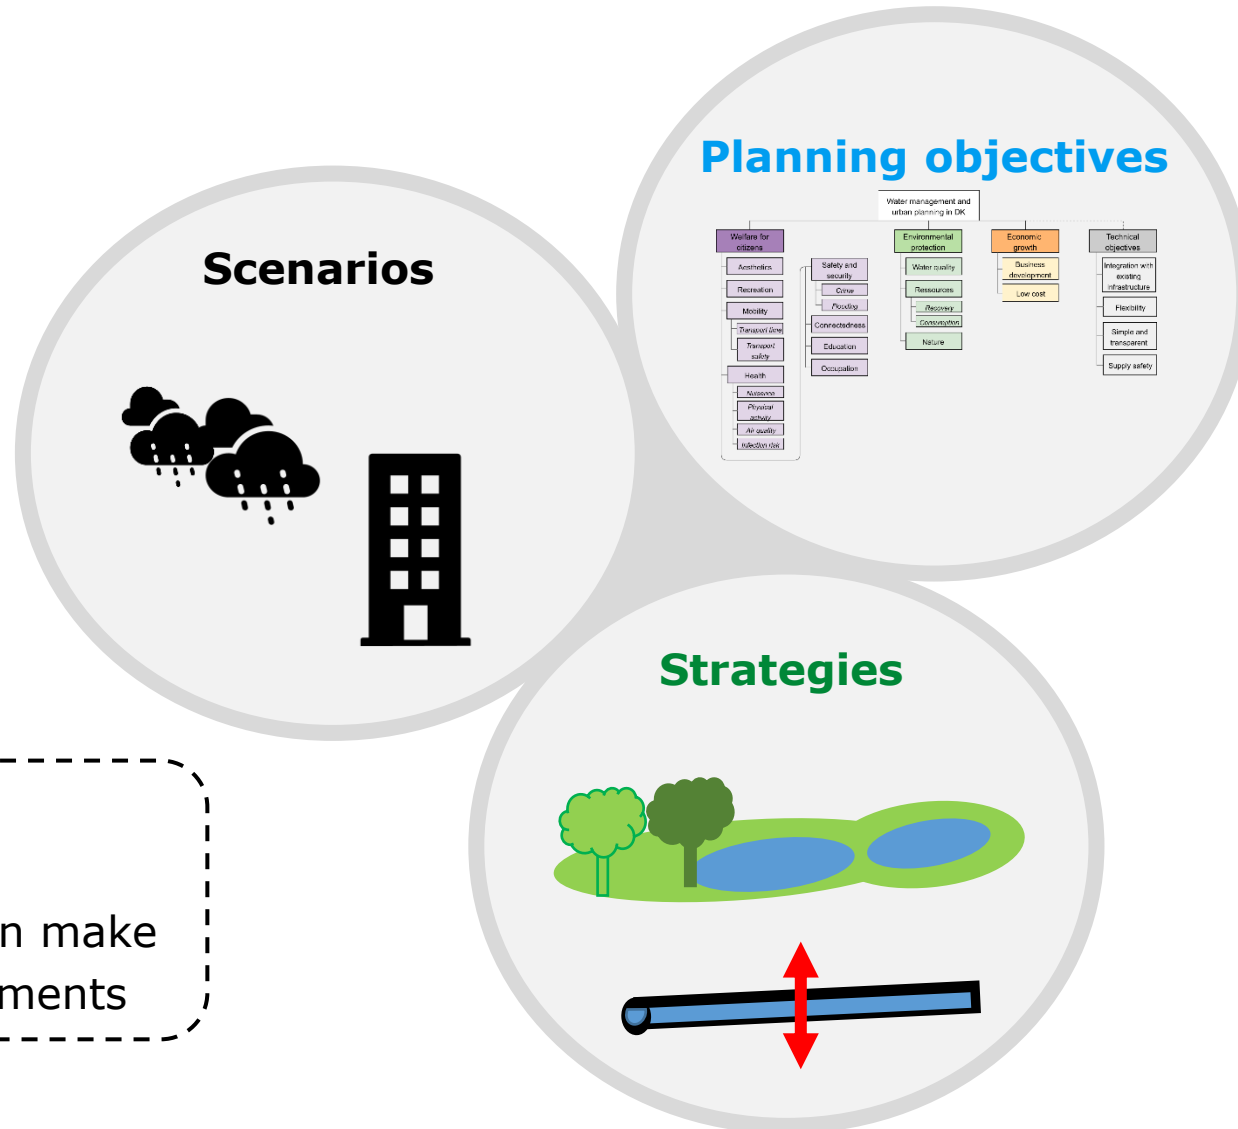 Planning objectives
Water management and
urban planning in DK
Welfare for
citizens
Aesthetics
Recreation
Mobility
Transport time
Transport
safety
Health
Nuisance
Physical
activity
Air quality
Infection risk
Safety and
security
Crime
Flooding
Connectedness
Education
Occupation
Environmental
protection
Water quality
Ressources
Recovery
Consumption
Nature
Economic
growth
Business
development
Low cost
Technical
objectives
Integration with
existing
infrastructure
Flexibility
Simple and
transparent
Supply safety
Scenarios
Strategies
n make
ments